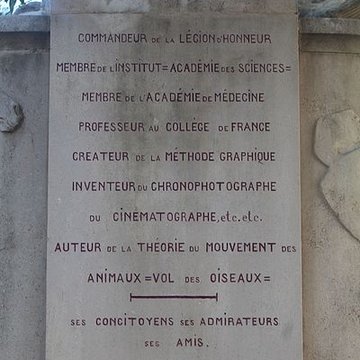 COMMANDEUR DE LA LÉGION D'HONNEUR
MEMBRE DE L'INSTITUT=ACADÉMIE DES SCIENCES=
MEMBRE DE L'ACADÉMIE DE MÉDECINE
PROFESSEUR AU COLLÈGE DE FRANCE
CREATEUR DE LA MÉTHODE GRAPHIQUE
INVENTEUR DU CHRONOPHOTOGRAPHE
DU CINEMATOGRAPHE, etc. etc.
AUTEUR DE LA THÉORIE DU MOUVEMENT DES
ANIMAUX=VOL DES OISEAUX=
SES CONCITOYENS SES ADMIRATEURS
SES AMIS.